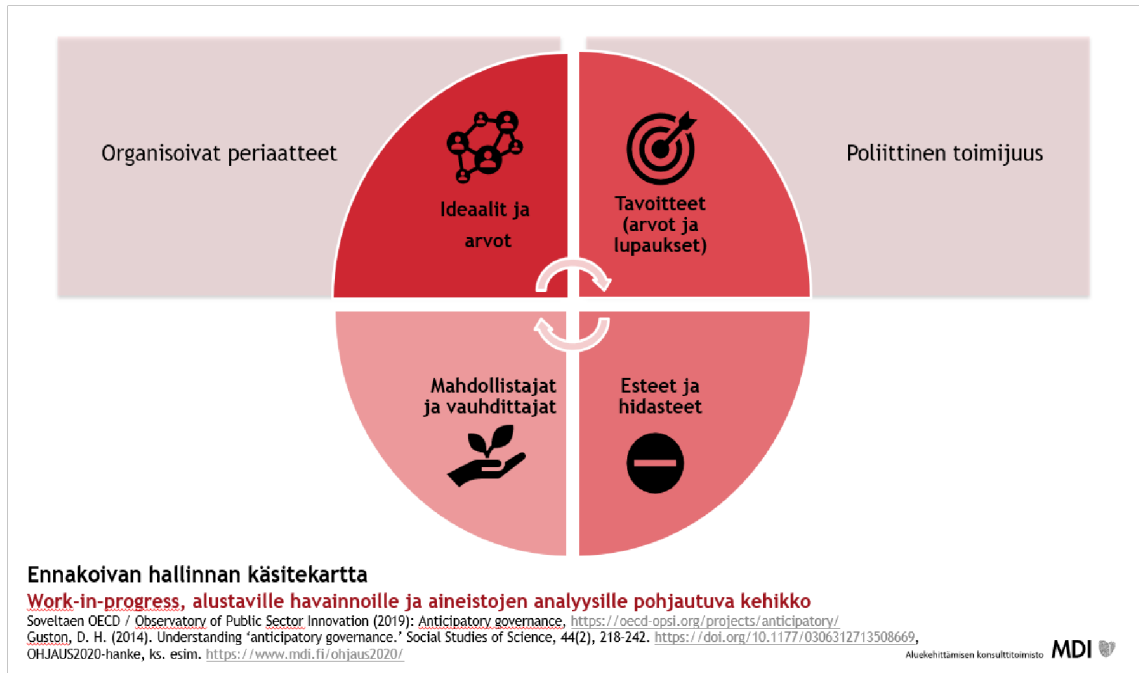 Organisoivat periaatteet
Poliittinen toimijuus
Ideaalit ja
arvot
Tavoitteet
(arvot ja
lupaukset)
Mahdollistajat
ja vauhdittajat
Esteet ja
hidasteet
Ennakoivan hallinnan käsitekartta
Work-in-progress, alustaville havainnoille ja aineistojen analyysille pohjautuva kehikko
Soveltaen OECD / Observatory of Public Sector Innovation (2019): Anticipatory governance, https://oecd-opsi.org/projects/anticipatory/
Guston, D. H. (2014). Understanding ‘anticipatory governance.’ Social Studies of Science, 44(2), 218-242. https://doi.org/10.1177/0306312713508669,
OHJAUS2020-hanke, ks. esim. https://www.mdi.fi/ohjaus2020/
Aluekehittämisen konsulttitoimisto MDI